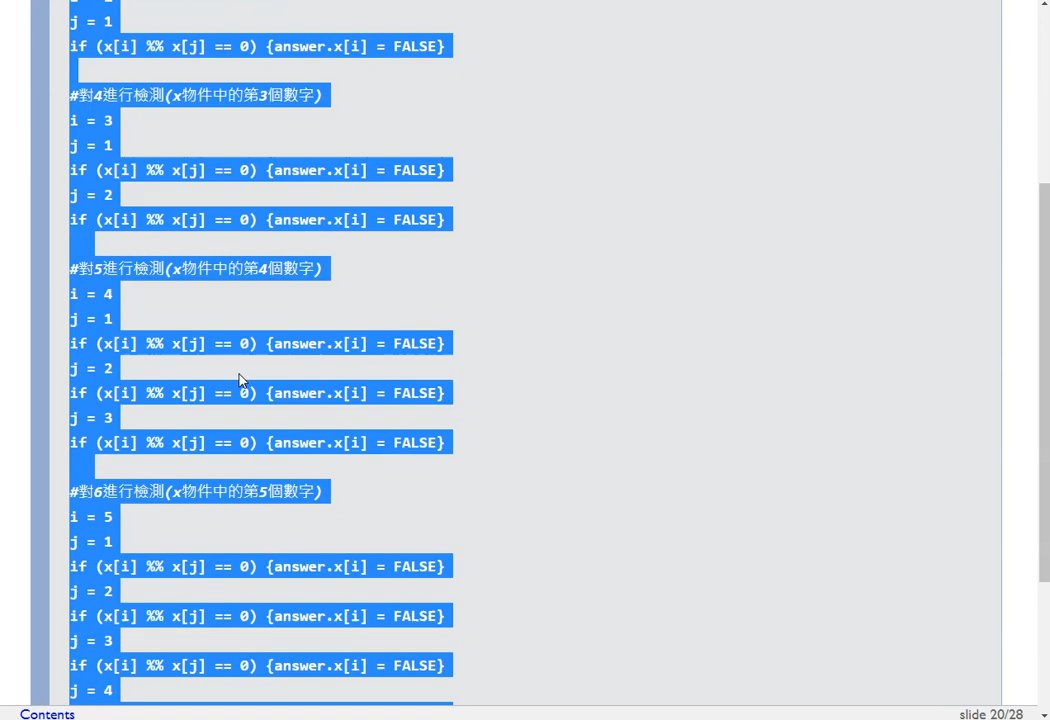 j = 1
if (x[i] %% x[j] == 0) {answer.x[i] = FALSE}
#對4進行檢測(x物件中的第3個數字)
i = 3
j = 1
if (x[i] %% x[j] == 0) {answer.x[i] = FALSE}
j = 2
if (x[i] %% x[j] == 0) {answer.x[i] = FALSE}
#對5進行檢測(x物件中的第4個數字)
i = 4
j = 1
if (x[i] %% x[j] == 0) {answer.x[i] = FALSE}
j = 2
if (x[i] %% x[j] == 0) {answer.x[i] = FALSE}
j = 3
if (x[i] %% x[j] == 0) {answer.x[i] = FALSE}
#對6進行檢測(x物件中的第5個數字)
i = 5
j = 1
if (x[i] %% x[j] == 0) {answer.x[i] = FALSE}
j = 2
if (x[i] %% x[j] == 0) {answer.x[i] = FALSE}
j = 3
if (x[i] %% x[j] == 0) {answer.x[i] = FALSE}
j = 4
Contents
slide 20/28